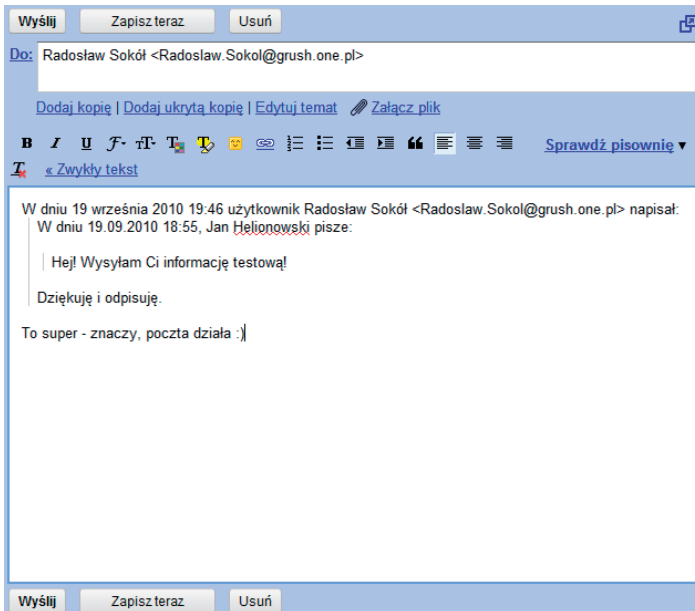 Wyślij Zapisz teraz Usuń
Do: Radosław Sokół <Radoslaw.Sokol@grush.one.pl>
Dodaj kopię | Dodaj ukrytą kopię | Edytuj temat Załącz plik
B I U F TT T T Sprawdź pisownię ▼
T « Zwykły tekst
W dniu 19 września 2010 19:46 użytkownik Radosław Sokół <Radoslaw.Sokol@grush.one.pl> napisał:
W dniu 19.09.2010 18:55, Jan Helionowski pisze:
Hej! Wysyłam Ci informację testową!
Dziękuję i odpisuję.
To super - znaczy, poczta działa :)
Wyślij Zapisz teraz Usuń